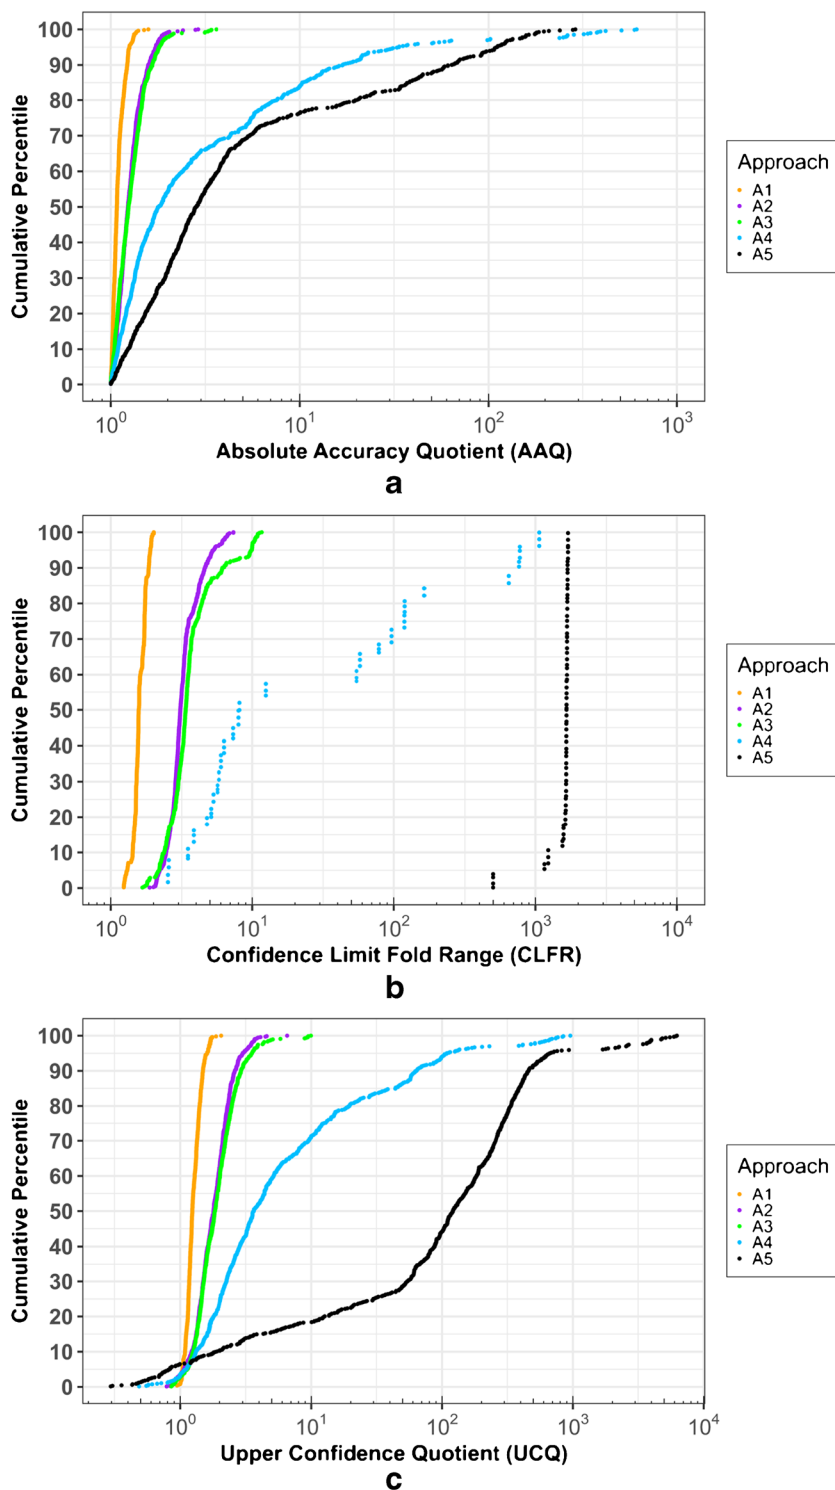 100
90
80
70
60
50
40
30
20
10
0
Cumulative Percentile
10^0 10^1 10^2 10^3
Absolute Accuracy Quotient (AAQ)
Approach
A1
A2
A3
A4
A5
a
100
90
80
70
60
50
40
30
20
10
0
Cumulative Percentile
10^0 10^1 10^2 10^3 10^4
Confidence Limit Fold Range (CLFR)
Approach
A1
A2
A3
A4
A5
b
100
90
80
70
60
50
40
30
20
10
0
Cumulative Percentile
10^0 10^1 10^2 10^3 10^4
Upper Confidence Quotient (UCQ)
Approach
A1
A2
A3
A4
A5
c